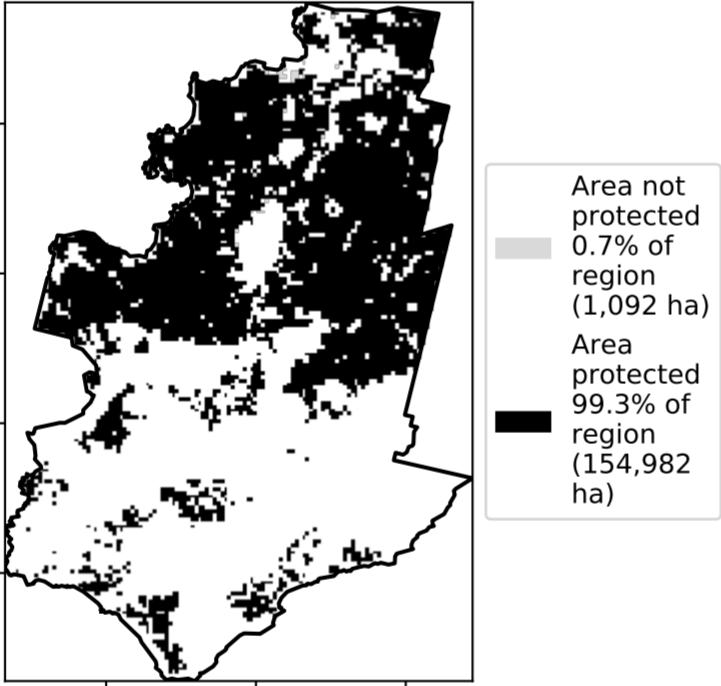 Area not
protected
0.7% of
region
(1,092 ha)
Area
protected
99.3% of
region
(154,982
ha)